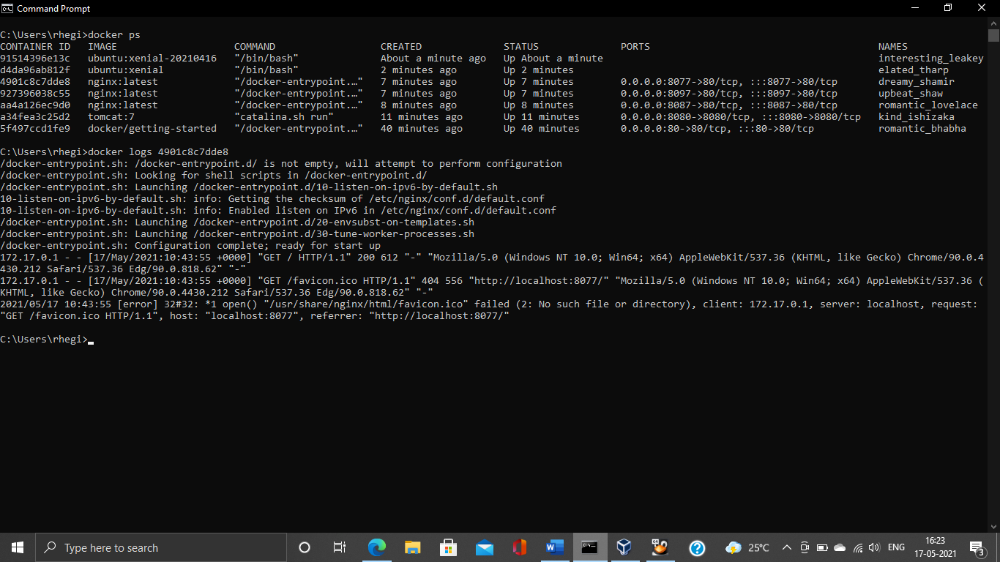 Command Prompt
C:\Users\rhegi>docker ps
CONTAINER ID   IMAGE                    COMMAND                  CREATED              STATUS              PORTS                                       NAMES
91514396e13c   ubuntu:xenial-20210416   "/bin/bash"              About a minute ago   Up About a minute                                               interesting_leakey
d4da96ab812f   ubuntu:xenial            "/bin/bash"              2 minutes ago        Up 2 minutes                                                    elated_tharp
4901c8c7dde8   nginx:latest             "/docker-entrypoint.…"   7 minutes ago        Up 7 minutes        0.0.0.0:8077->80/tcp, :::8077->80/tcp       dreamy_shamir
927396038c55   nginx:latest             "/docker-entrypoint.…"   7 minutes ago        Up 7 minutes        0.0.0.0:8097->80/tcp, :::8097->80/tcp       upbeat_shaw
aa4a126ec9d0   nginx:latest             "/docker-entrypoint.…"   8 minutes ago        Up 8 minutes        0.0.0.0:8087->80/tcp, :::8087->80/tcp       romantic_lovelace
a34fea3c25d2   tomcat:7                 "catalina.sh run"        11 minutes ago       Up 11 minutes       0.0.0.0:8080->8080/tcp, :::8080->8080/tcp   kind_ishizaka
5f497ccd1fe9   docker/getting-started   "/docker-entrypoint.…"   40 minutes ago       Up 40 minutes       0.0.0.0:80->80/tcp, :::80->80/tcp           romantic_bhabha
C:\Users\rhegi>docker logs 4901c8c7dde8
/docker-entrypoint.sh: /docker-entrypoint.d/ is not empty, will attempt to perform configuration
/docker-entrypoint.sh: Looking for shell scripts in /docker-entrypoint.d/
/docker-entrypoint.sh: Launching /docker-entrypoint.d/10-listen-on-ipv6-by-default.sh
10-listen-on-ipv6-by-default.sh: info: Getting the checksum of /etc/nginx/conf.d/default.conf
10-listen-on-ipv6-by-default.sh: info: Enabled listen on IPv6 in /etc/nginx/conf.d/default.conf
/docker-entrypoint.sh: Launching /docker-entrypoint.d/20-envsubst-on-templates.sh
/docker-entrypoint.sh: Launching /docker-entrypoint.d/30-tune-worker-processes.sh
/docker-entrypoint.sh: Configuration complete; ready for start up
172.17.0.1 - - [17/May/2021:10:43:55 +0000] "GET / HTTP/1.1" 200 612 "-" "Mozilla/5.0 (Windows NT 10.0; Win64; x64) AppleWebKit/537.36 (KHTML, like Gecko) Chrome/90.0.4
430.212 Safari/537.36 Edg/90.0.818.62" "-"
172.17.0.1 - - [17/May/2021:10:43:55 +0000] "GET /favicon.ico HTTP/1.1" 404 556 "http://localhost:8077/" "Mozilla/5.0 (Windows NT 10.0; Win64; x64) AppleWebKit/537.36 (
KHTML, like Gecko) Chrome/90.0.4430.212 Safari/537.36 Edg/90.0.818.62" "-"
2021/05/17 10:43:55 [error] 32#32: *1 open() "/usr/share/nginx/html/favicon.ico" failed (2: No such file or directory), client: 172.17.0.1, server: localhost, request:
"GET /favicon.ico HTTP/1.1", host: "localhost:8077", referrer: "http://localhost:8077/"
C:\Users\rhegi>
Type here to search
25°C
ENG
16:23
17-05-2021
3